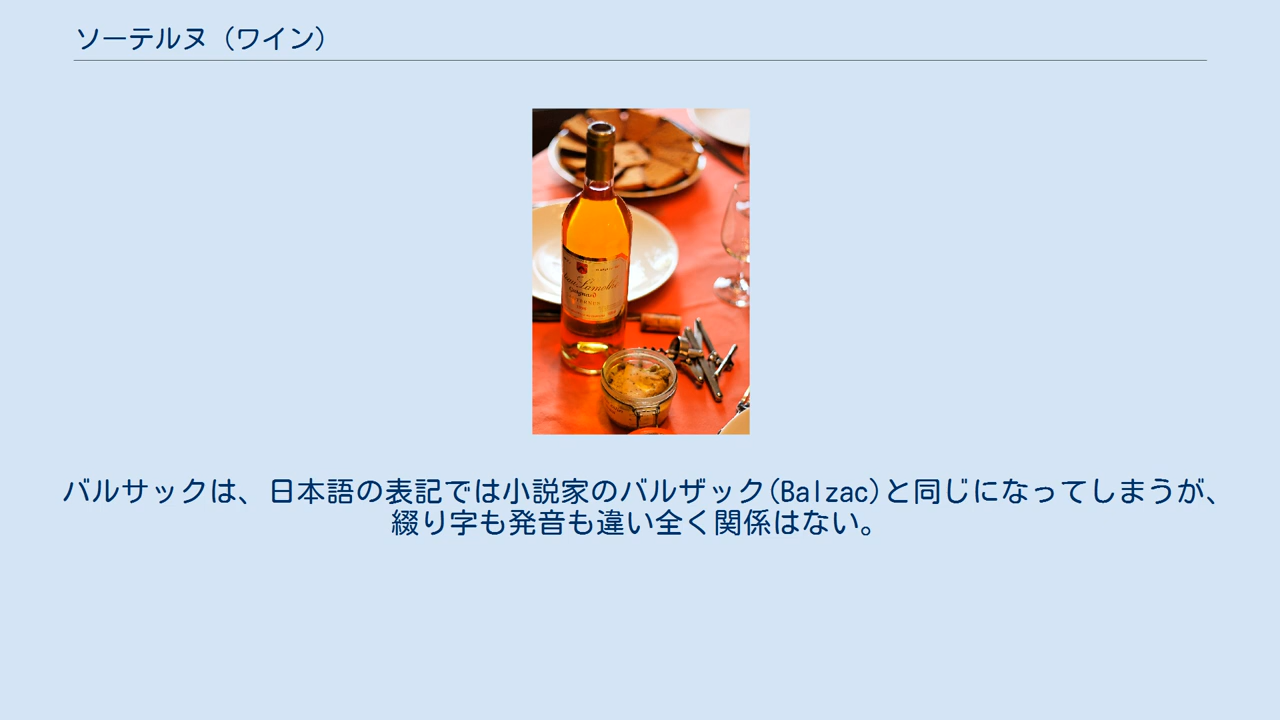 ソーテルヌ（ワイン）
バルサックは、日本語の表記では小説家のバルザック(Balzac)と同じになってしまうが、
綴り字も発音も違い全く関係はない。